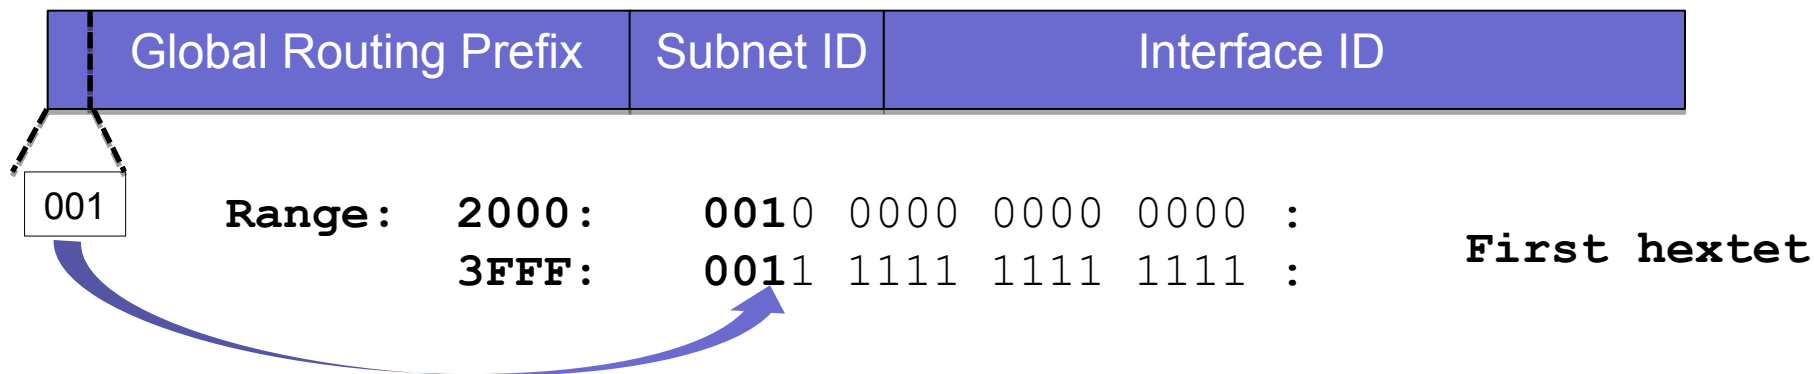 Global Routing Prefix Subnet ID Interface ID
001
Range: 2000: 0010 0000 0000 0000 :
3FFF: 0011 1111 1111 1111 :
First hextet